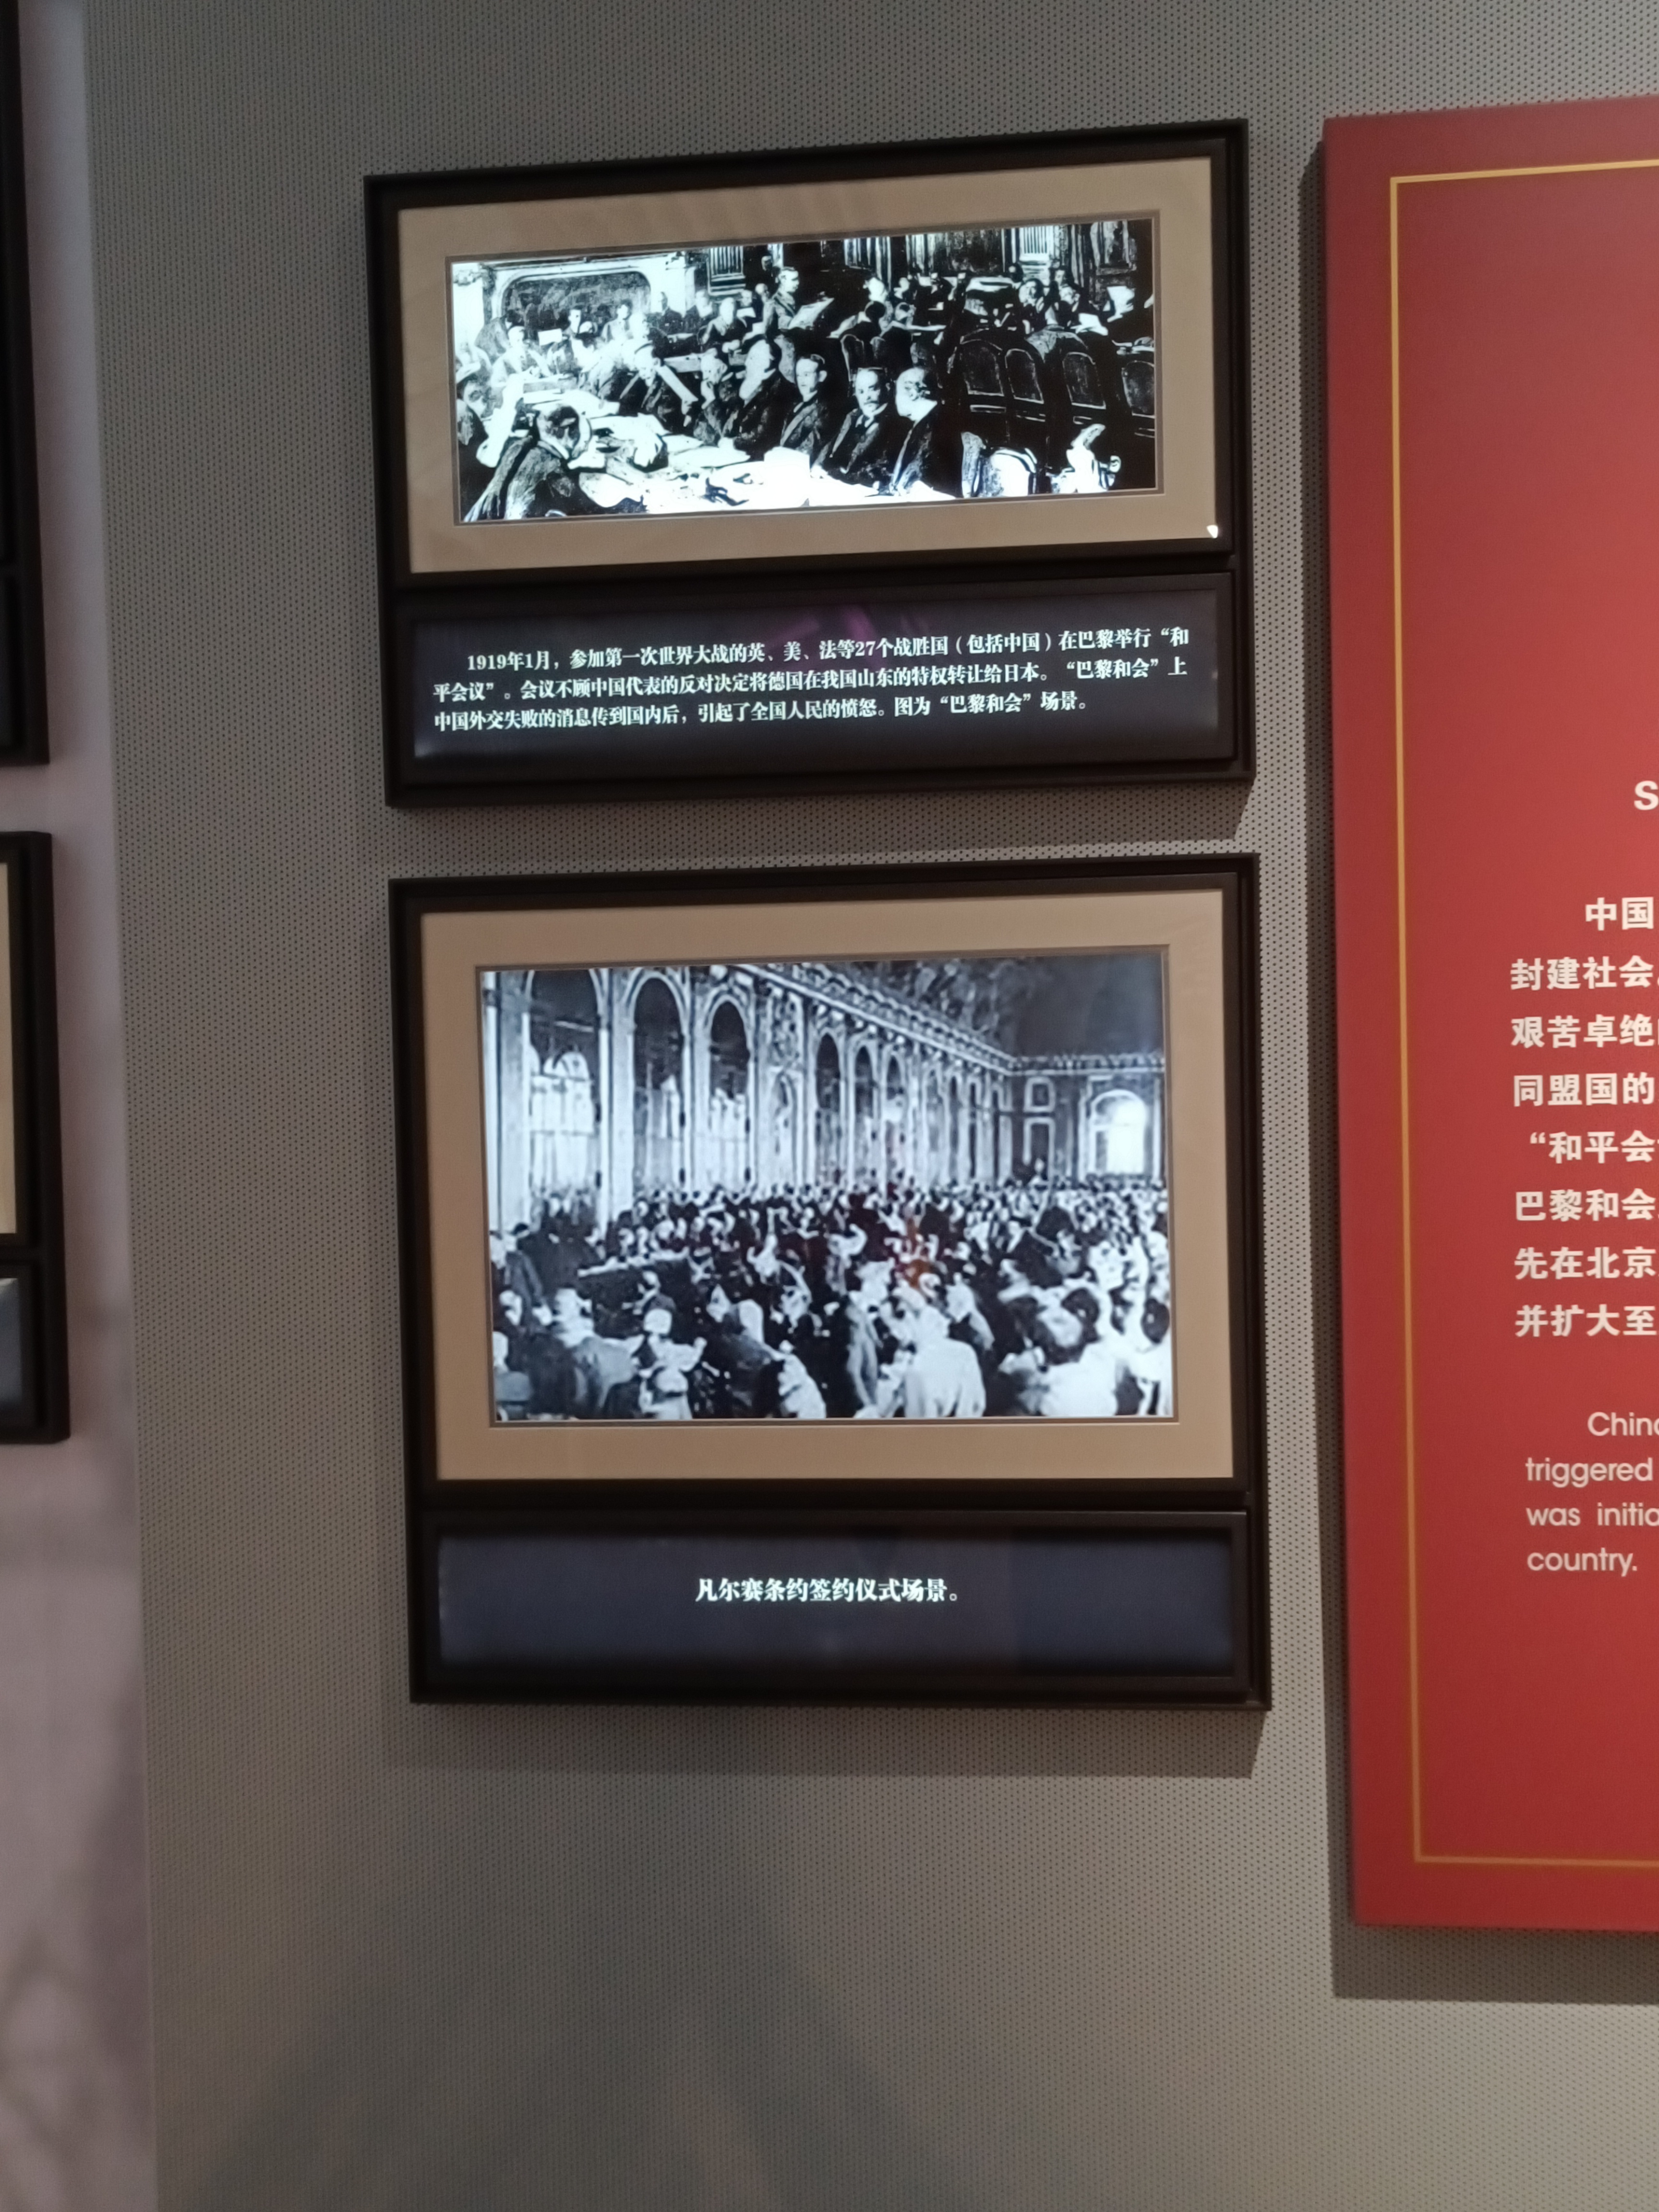 1919年1月，参加第一次世界大战的英、美、法等27个战胜国（包括中国）在巴黎举行“和
平会议”。会议不顾中国代表的反对决定将德国在我国山东的特权转让给日本。“巴黎和会”上
中国外交失败的消息传到国内后，引起了全国人民的愤怒。图为“巴黎和会”场景。
凡尔赛条约签约仪式场景。
S
中国
封建社会
艰苦卓绝
同盟国的
“和平会
巴黎和会
先在北京
并扩大至
Chin
triggered
was initi
country.